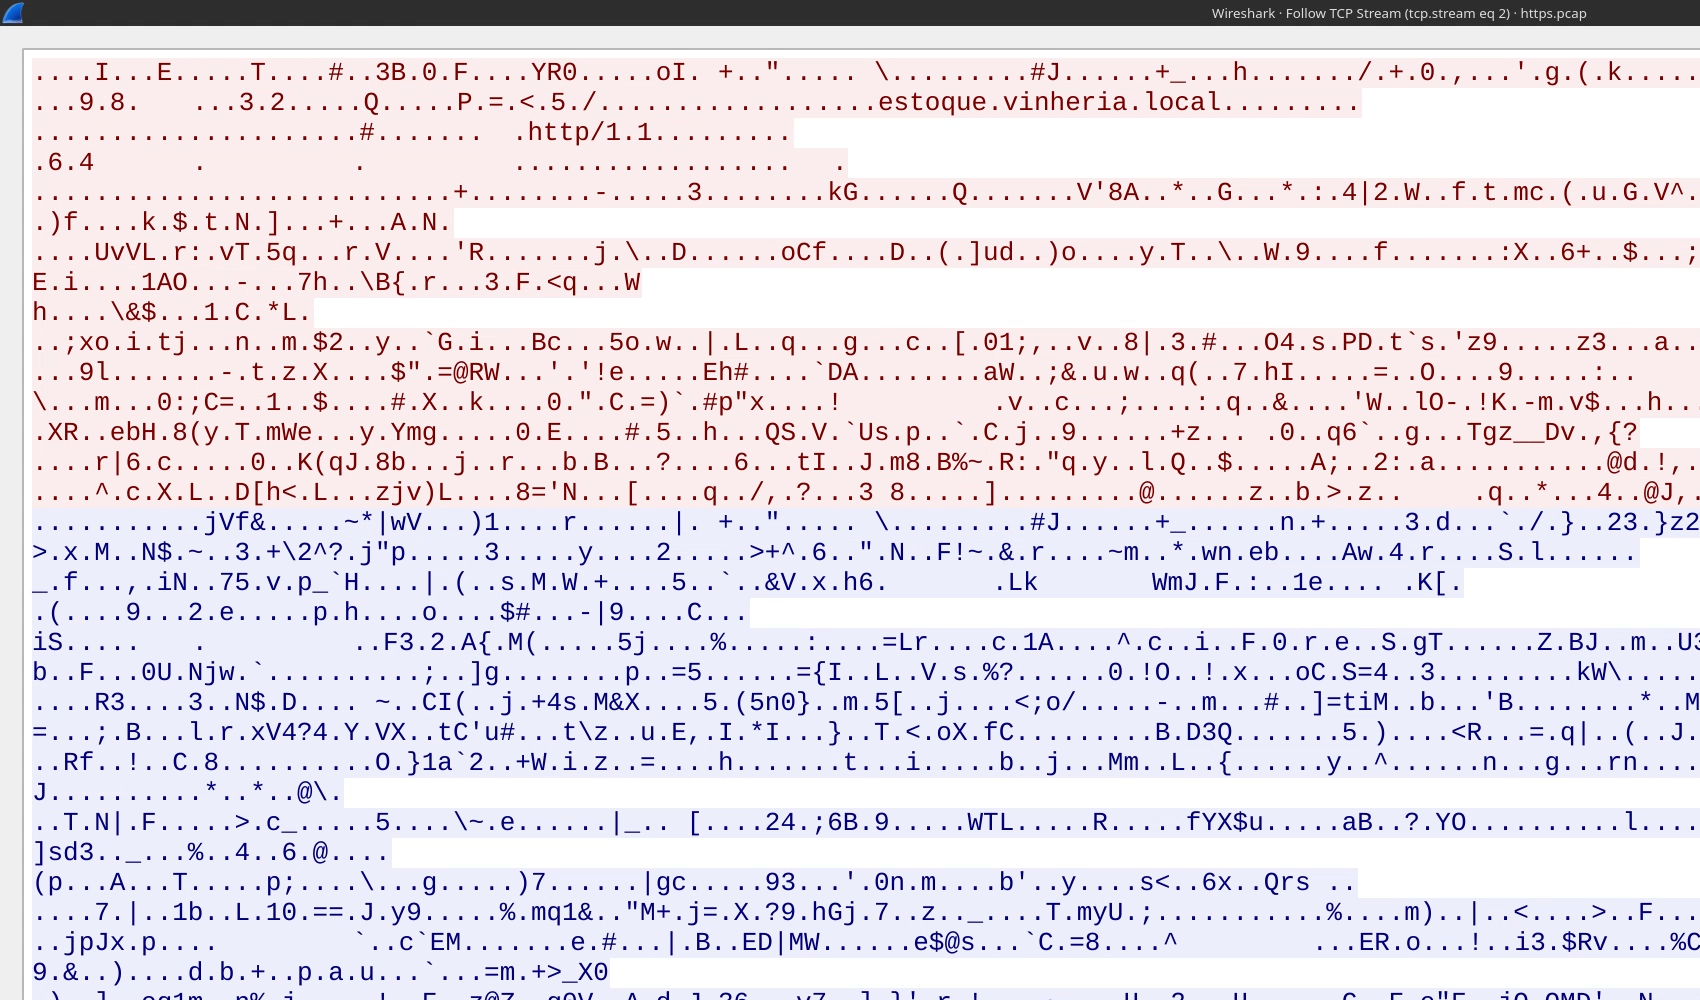 Wireshark · Follow TCP Stream (tcp.stream eq 2) · https.pcap
....I...E.....T....#..3B.0.F....YR0.....oI. +.."..... \.........#J......+_...h......./.+.0.,...'.g.(.k.....
...9.8.    ...3.2.....Q.....P.=.<.5./..................estoque.vinheria.local.........
.....................#.......  .http/1.1.........
.6.4      .          .          ..................   .
...........................+........-.....3........kG......Q.......V'8A..*..G...*.:.4|2.W..f.t.mc.(.u.G.V^.
.)f....k.$.t.N.]...+...A.N.
....UvVL.r:.vT.5q...r.V....'R.......j.\..D......oCf....D..(.]ud..)o....y.T..\..W.9....f.......:X..6+..$...;
E.i....1AO...-...7h..\B{.r...3.F.<q...W
h....\&$...1.C.*L.
..;xo.i.tj...n..m.$2..y..`G.i...Bc...5o.w..|.L..q...g...c..[.01;,..v..8|.3.#...O4.s.PD.t`s.'z9.....z3...a..
...9l.......-.t.z.X....$".=@RW...'.'!e.....Eh#....`DA........aW..;&.u.w..q(..7.hI.....=..O....9.....:..
\...m...0:;C=..1..$....#.X..k....0.".C.=)`.#p"x....!          .v..c...;....:.q..&....'W..lO-.!K.-m.v$...h...
.XR..ebH.8(y.T.mWe...y.Ymg.....0.E....#.5..h...QS.V.`Us.p..`.C.j..9......+z... .0..q6`..g...Tgz__Dv.,{?
....r|6.c.....0..K(qJ.8b...j..r...b.B...?....6...tI..J.m8.B%~.R:."q.y..l.Q..$.....A;..2:.a...........@d.!,.
....^.c.X.L..D[h<.L...zjv)L....8='N...[....q../,.?...3 8.....].........@......z..b.>.z..     .q..*...4..@J,.
...........jVf&.....~*|wV...)1....r......|. +.."..... \.........#J......+_......n.+.....3.d...`./.}..23.}z2
>.x.M..N$.~..3.+\2^?.j"p.....3.....y....2.....>+^.6..".N..F!~.&.r....~m..*.wn.eb....Aw.4.r....S.l......
_.f...,.iN..75.v.p_`H....|.(..s.M.W.+....5..`..&V.x.h6.       .Lk       WmJ.F.:..1e.... .K[.
.(....9...2.e.....p.h....o....$#...-|9....C...
iS.....    .          ..F3.2.A{.M(.....5j....%.....:....=Lr....c.1A....^.c..i..F.0.r.e..S.gT......Z.BJ..m..U3
b..F...0U.Njw.`..........;..]g........p..=5......={I..L..V.s.%?......0.!O..!.x...oC.S=4..3.........kW\.....
....R3....3..N$.D.... ~..CI(..j.+4s.M&X....5.(5n0}..m.5[..j....<;o/.....-..m...#..]=tiM..b...'B........*..M
=...;.B...l.r.xV4?4.Y.VX..tC'u#...t\z..u.E,.I.*I...}..T.<.oX.fC.........B.D3Q.......5.)....<R...=.q|..(..J.
..Rf..!..C.8..........O.}1a`2..+W.i.z..=....h.......t...i.....b..j...Mm..L..{......y..^......n...g...rn....
J..........*..*..@\.
..T.N|.F.....>.c_.....5....\~.e......|_.. [....24.;6B.9.....WTL.....R.....fYX$u.....aB..?.YO..........l....
]sd3.._...%..4..6.@....
(p...A...T.....p;....\...g.....)7......|gc.....93...'.0n.m....b'..y....s<..6x..Qrs ..
....7.|..1b..L.10.==.J.y9.....%.mq1&.."M+.j=.X.?9.hGj.7..z.._....T.myU.;...........%....m)..|..<....>..F...
..jpJx.p....         `..c`EM.......e.#...|.B..ED|MW......e$@s...`C.=8....^         ...ER.o...!..i3.$Rv....%C
9.&..)....d.b.+..p.a.u...`...=m.+>_X0